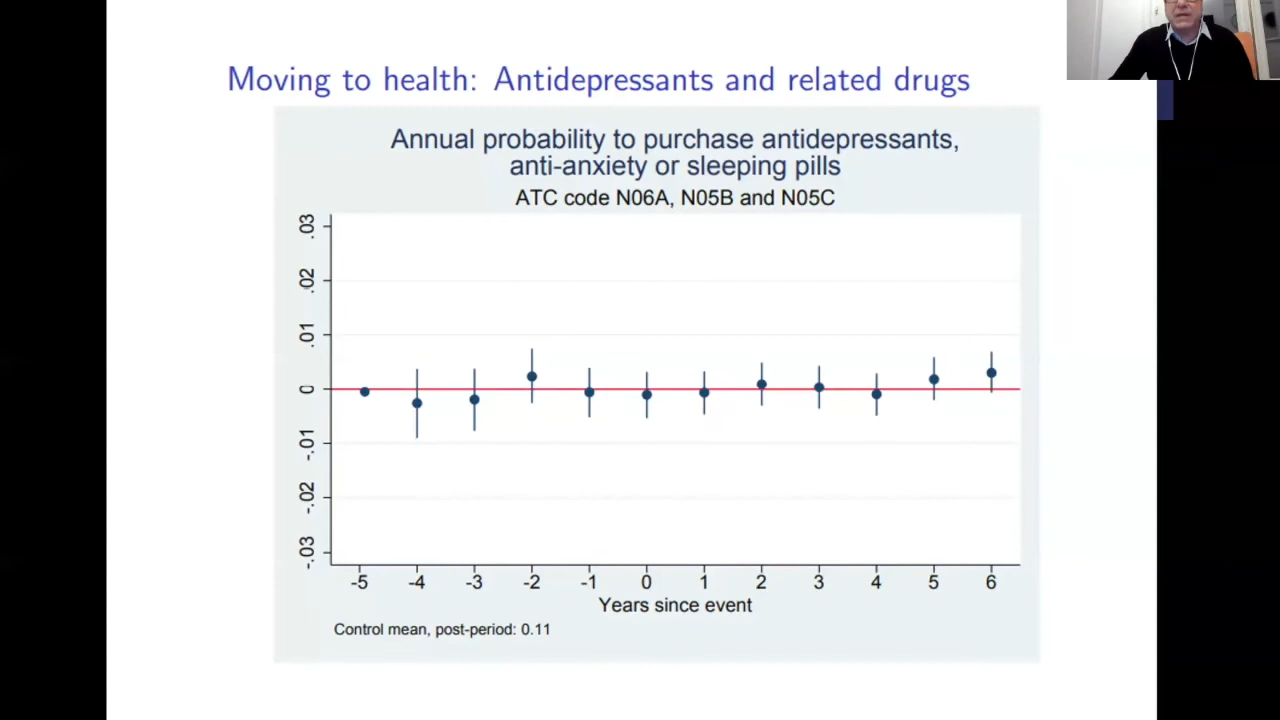 Moving to health: Antidepressants and related drugs
Annual probability to purchase antidepressants,
anti-anxiety or sleeping pills
ATC code N06A, N05B and N05C
.03
.02
.01
0
-.01
-.02
-.03
-5 -4 -3 -2 -1 0 1 2 3 4 5 6
Years since event
Control mean, post-period: 0.11